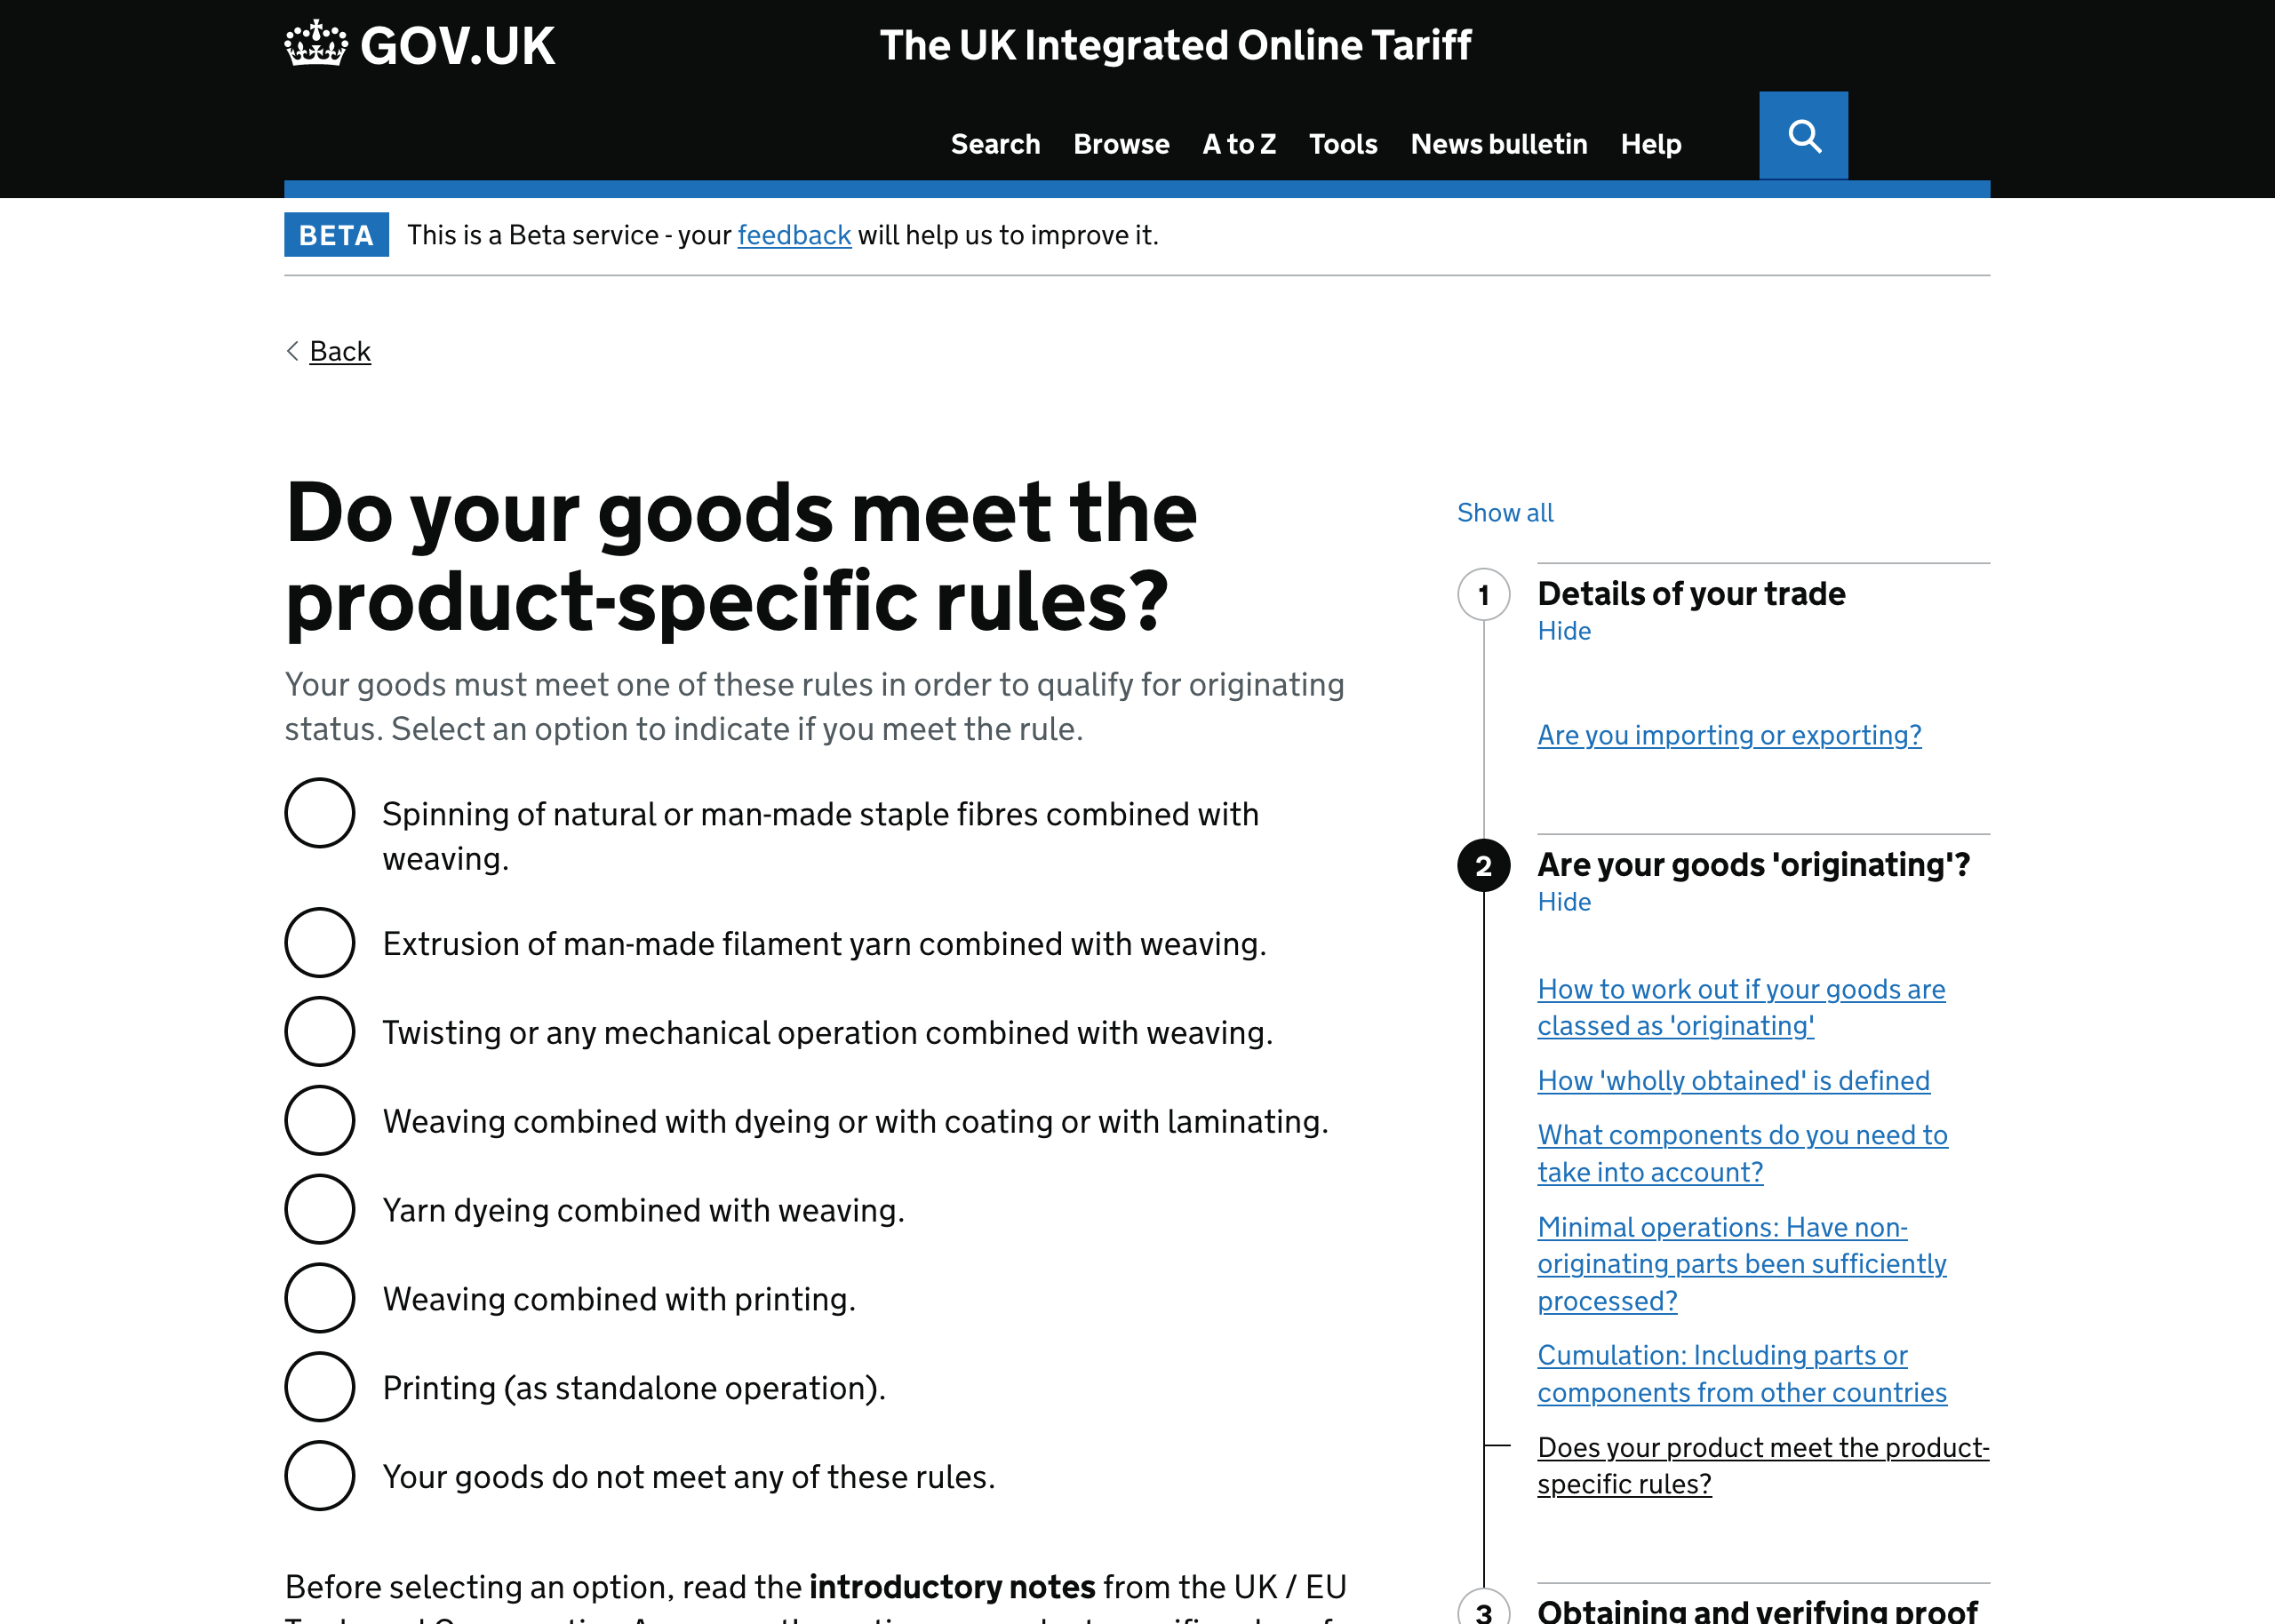 GOV.UK
The UK Integrated Online Tariff
Search Browse A to Z Tools News bulletin Help
BETA This is a Beta service - your feedback will help us to improve it.
Back
Do your goods meet the
product-specific rules?
Your goods must meet one of these rules in order to qualify for originating
status. Select an option to indicate if you meet the rule.
Spinning of natural or man-made staple fibres combined with
weaving.
Extrusion of man-made filament yarn combined with weaving.
Twisting or any mechanical operation combined with weaving.
Weaving combined with dyeing or with coating or with laminating.
Yarn dyeing combined with weaving.
Weaving combined with printing.
Printing (as standalone operation).
Your goods do not meet any of these rules.
Before selecting an option, read the introductory notes from the UK / EU
Show all
1 Details of your trade
Hide
Are you importing or exporting?
2 Are your goods 'originating'?
Hide
How to work out if your goods are
classed as 'originating'
How 'wholly obtained' is defined
What components do you need to
take into account?
Minimal operations: Have non-
originating parts been sufficiently
processed?
Cumulation: Including parts or
components from other countries
Does your product meet the product-
specific rules?
3 Obtaining and verifying proof